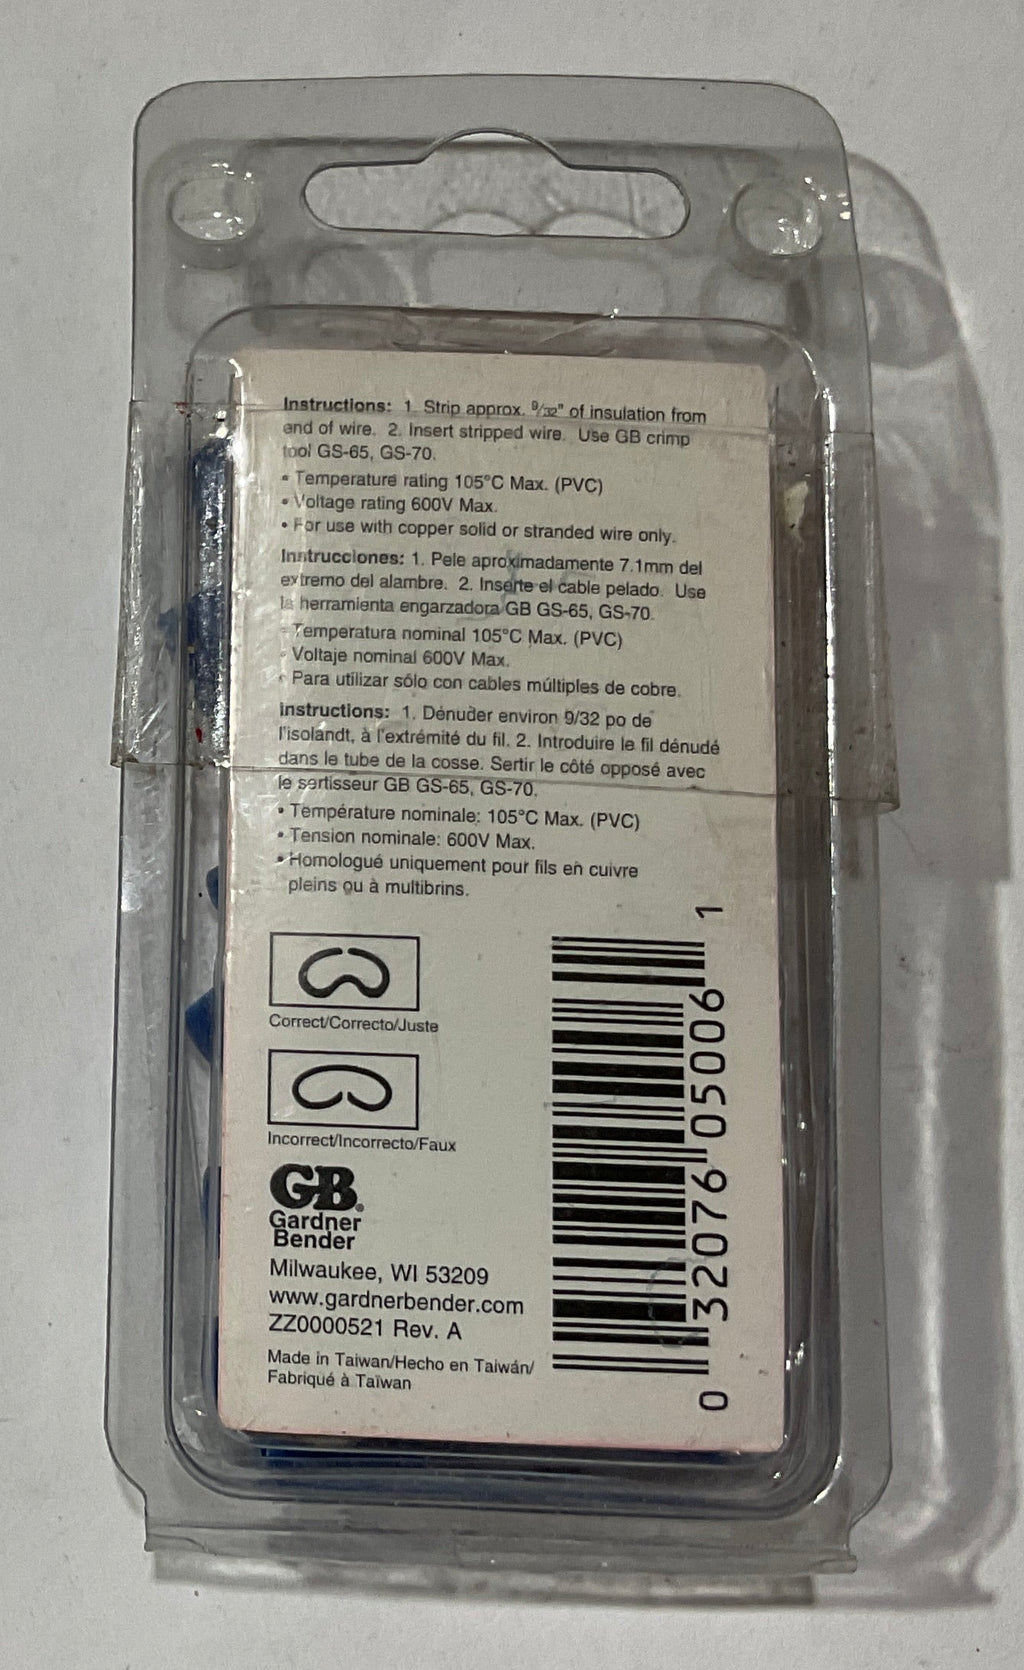 Instructions: 1. Strip approx. 9/32" of insulation from
end of wire. 2. Insert stripped wire. Use GB crimp
tool GS-65, GS-70.
• Temperature rating 105°C Max. (PVC)
• Voltage rating 600V Max.
• For use with copper solid or stranded wire only.
Instrucciones: 1. Pele aproximadamente 7.1mm del
extremo del alambre. 2. Inserte el cable pelado. Use
la herramienta engarzadora GB GS-65, GS-70.
• Temperatura nominal 105°C Max. (PVC)
• Voltaje nominal 600V Max.
• Para utilizar sólo con cables múltiples de cobre.
Instructions: 1. Dénuder environ 9/32 po de
l'isolandt, à l'extrémité du fil. 2. Introduire le fil dénudé
dans le tube de la cosse. Sertir le côté opposé avec
le sertisseur GB GS-65, GS-70.
• Température nominale: 105°C Max. (PVC)
• Tension nominale: 600V Max.
• Homologué uniquement pour fils en cuivre
pleins ou à multibrins.
Correct/Correcto/Juste
Incorrect/Incorrecto/Faux
GB®
Gardner
Bender
Milwaukee, WI 53209
www.gardnerbender.com
ZZ0000521 Rev. A
Made in Taiwan/Hecho en Taiwán/
Fabriqué à Taïwan
0 32076 05006 1